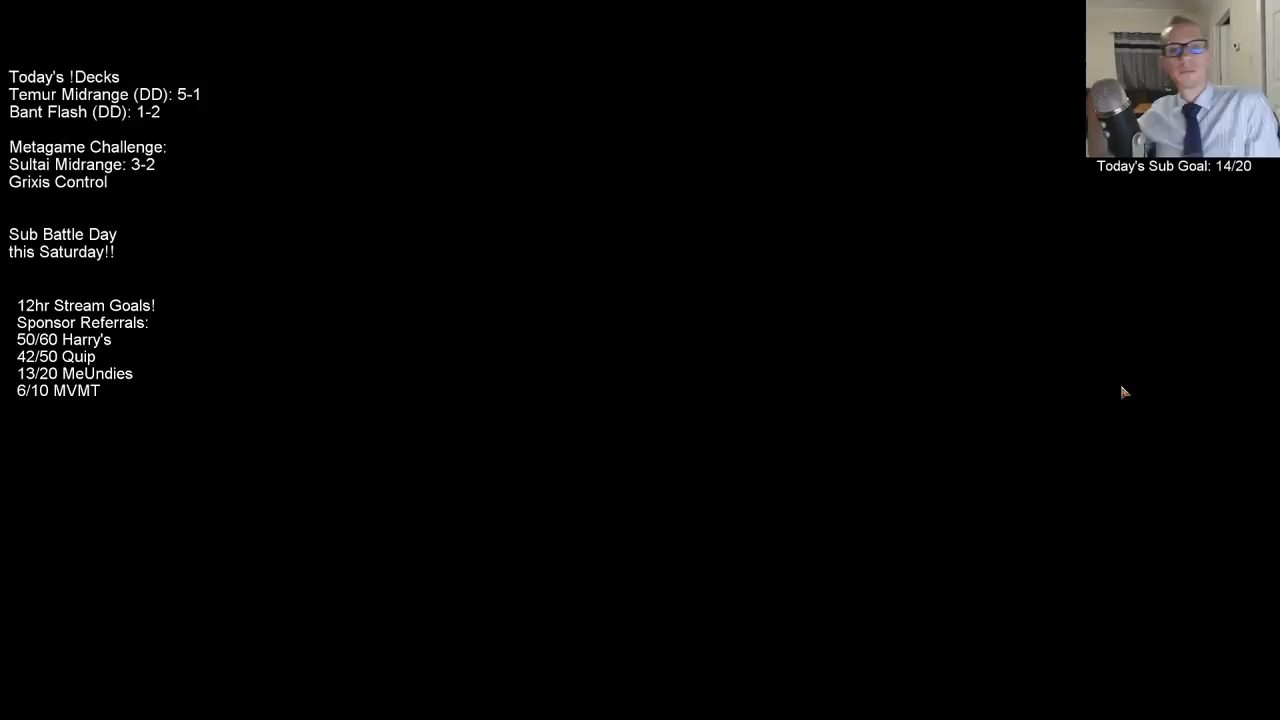 Today's !Decks
Temur Midrange (DD): 5-1
Bant Flash (DD): 1-2
Metagame Challenge:
Sultai Midrange: 3-2
Grixis Control
Sub Battle Day
this Saturday!!
12hr Stream Goals!
Sponsor Referrals:
50/60 Harry's
42/50 Quip
13/20 MeUndies
6/10 MVMT
Today's Sub Goal: 14/20